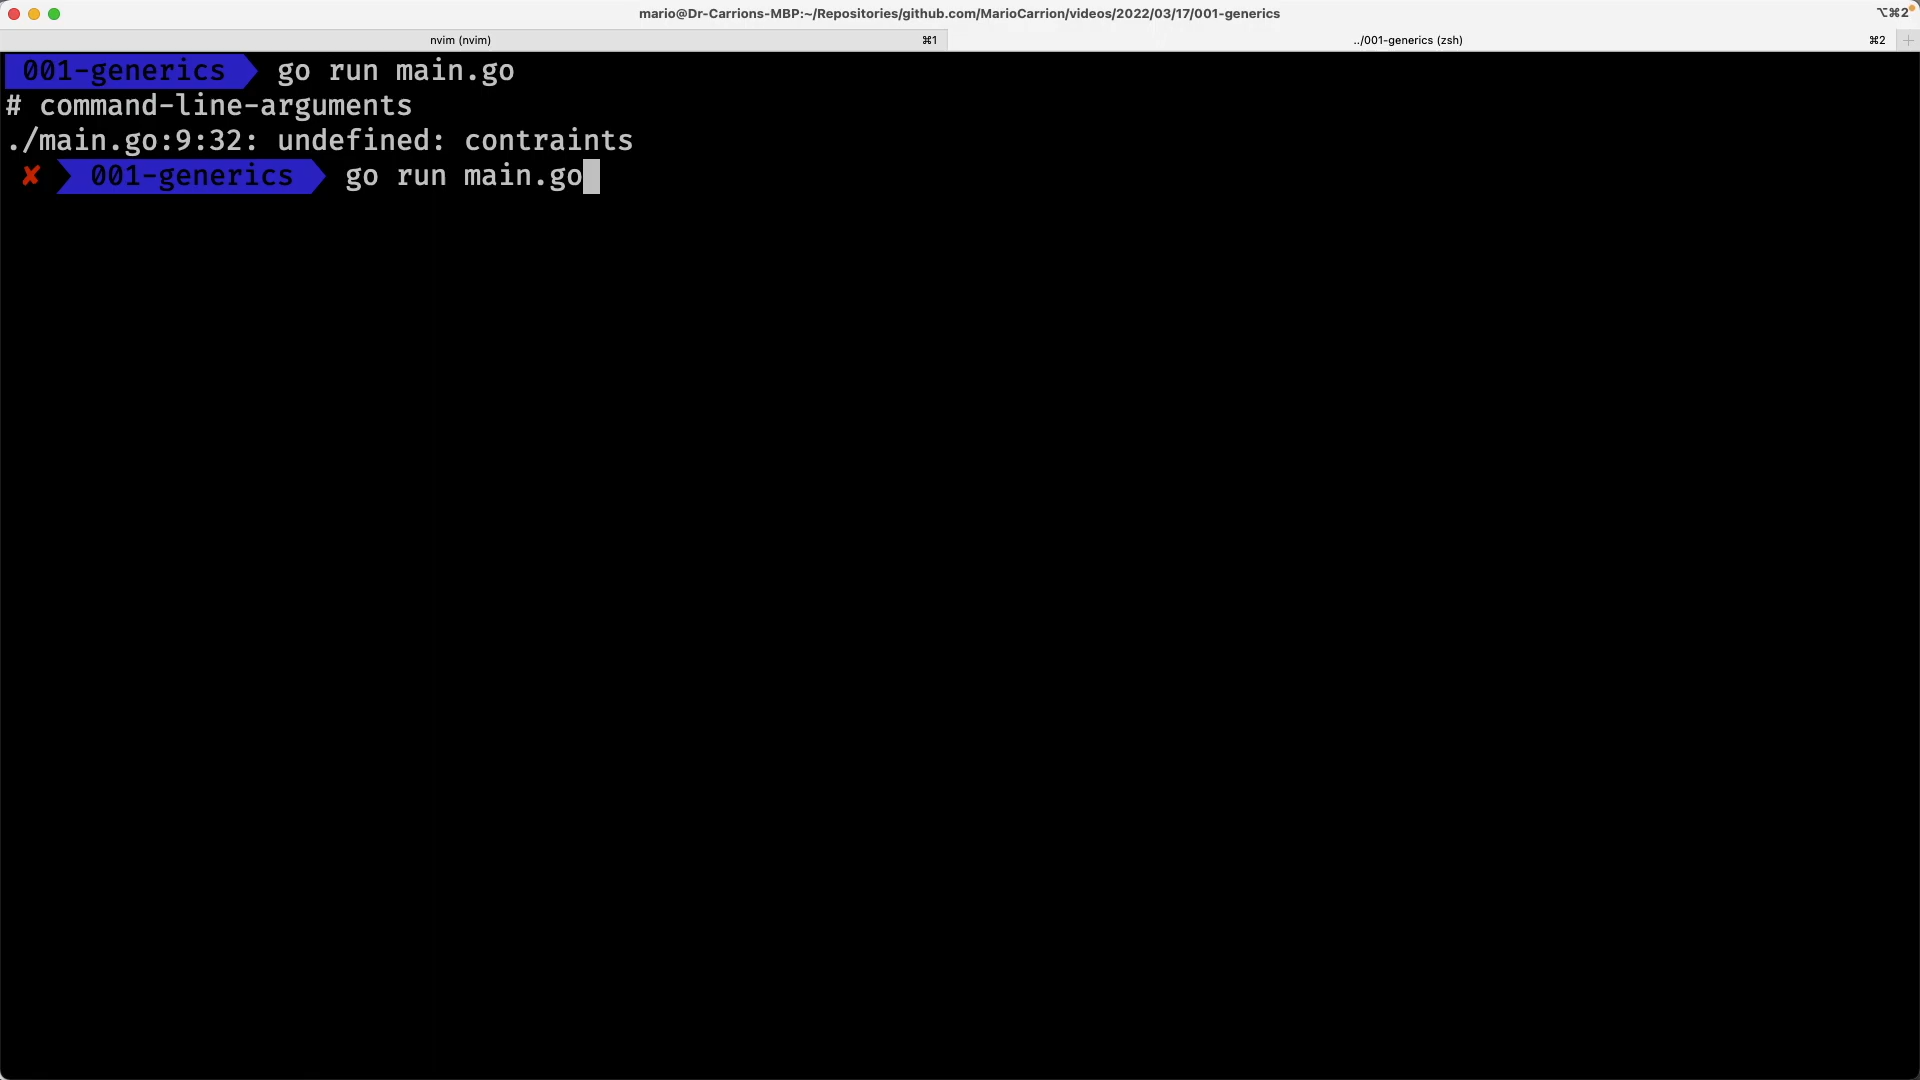 mario@Dr-Carrions-MBP:~/Repositories/github.com/MarioCarrion/videos/2022/03/17/001-generics
⌥⌘2
nvim (nvim)
⌘1
../001-generics (zsh)
⌘2
001-generics go run main.go
# command-line-arguments
./main.go:9:32: undefined: contraints
✘ 001-generics go run main.go